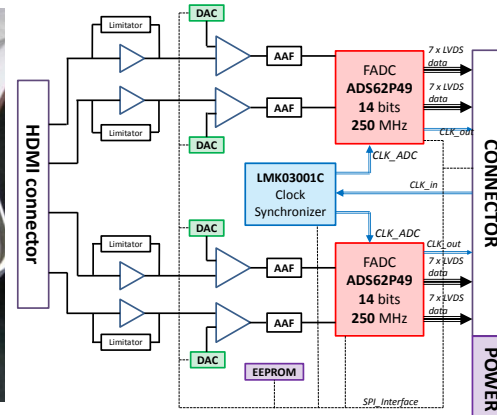 DAC
Limitator
AAF
FADC
ADS62P49
14 bits
250 MHz
7 x LVDS
data
7 x LVDS
data
CLK_out
Limitator
AAF
DAC
CLK_ADC
HDMI connector
LMK03001C
Clock
Synchronizer
CLK_in
CONNECTOR
CLK_ADC
CLK_out
DAC
Limitator
AAF
FADC
ADS62P49
14 bits
250 MHz
7 x LVDS
data
7 x LVDS
data
Limitator
AAF
DAC
EEPROM
SPI_Interface
POWER